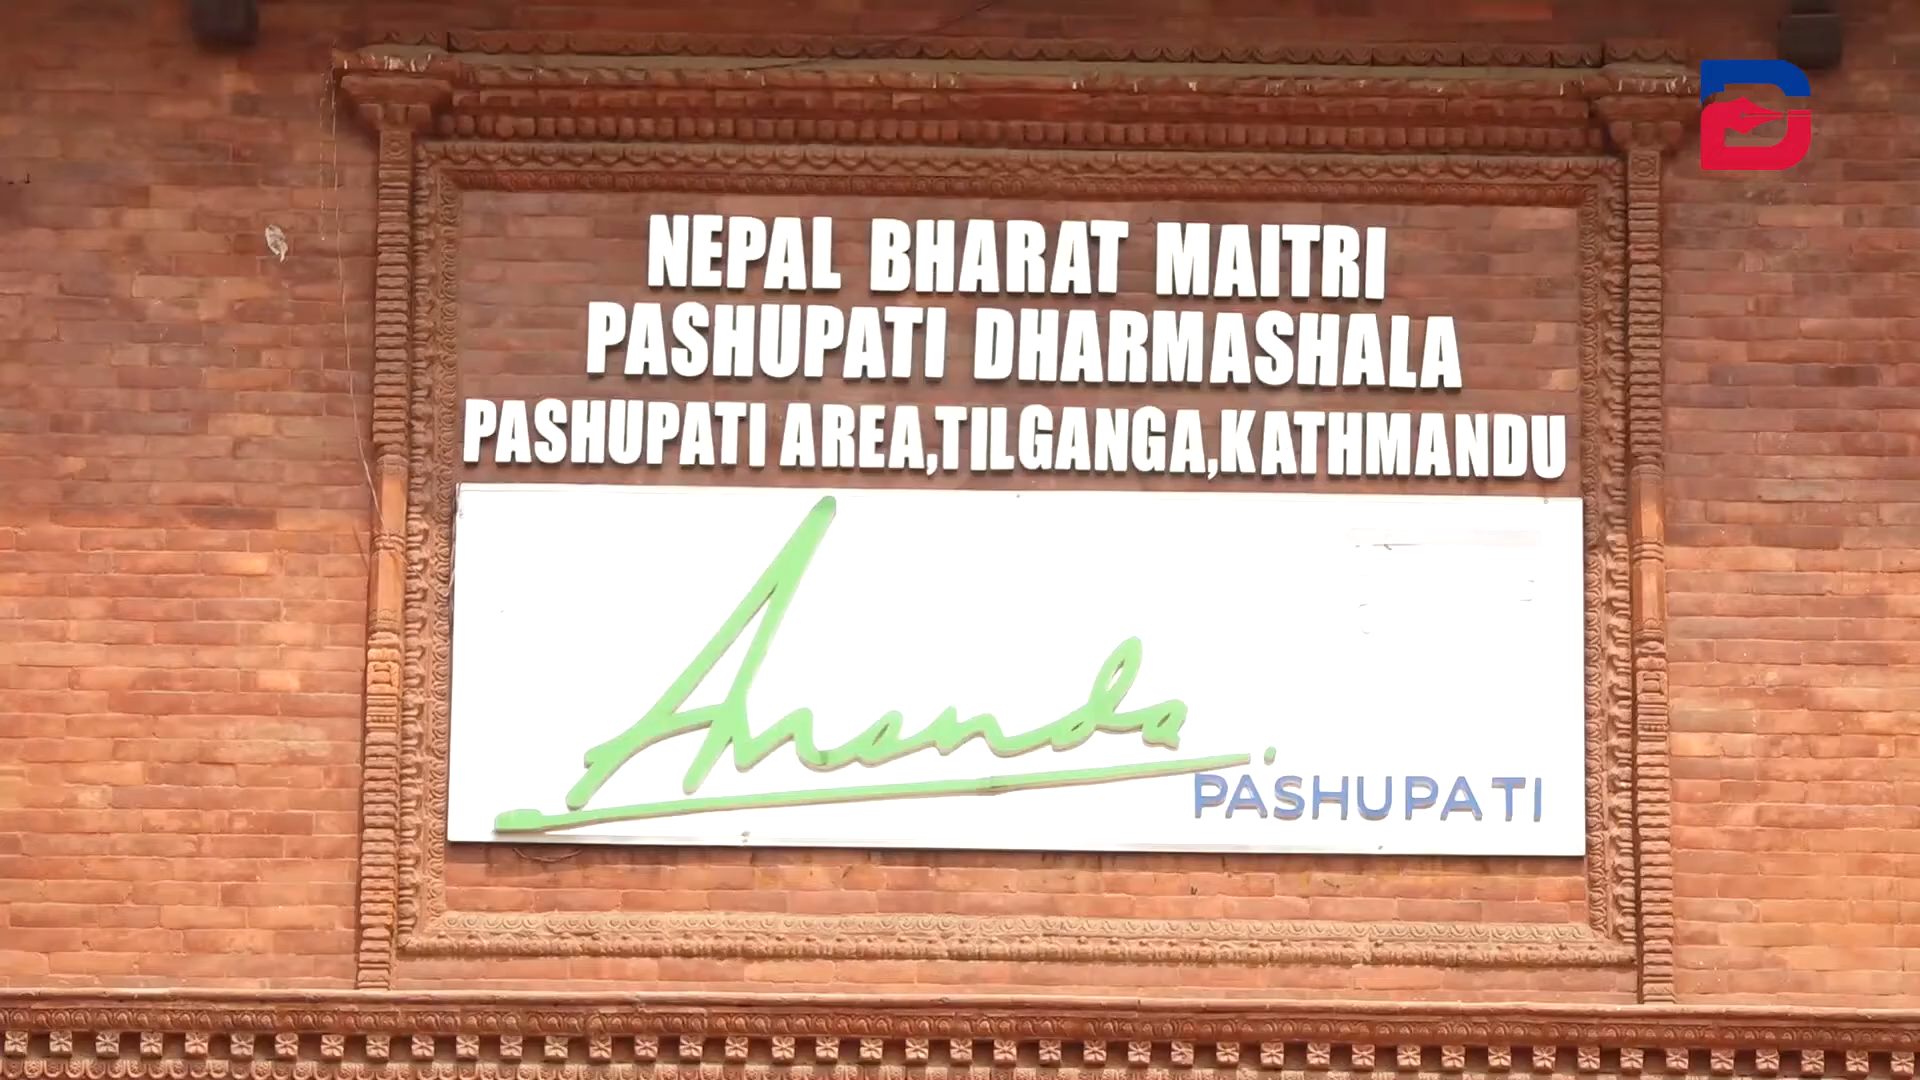 NEPAL BHARAT MAITRI
PASHUPATI DHARMASHALA
PASHUPATI AREA,TILGANGA,KATHMANDU
Ananda
PASHUPATI